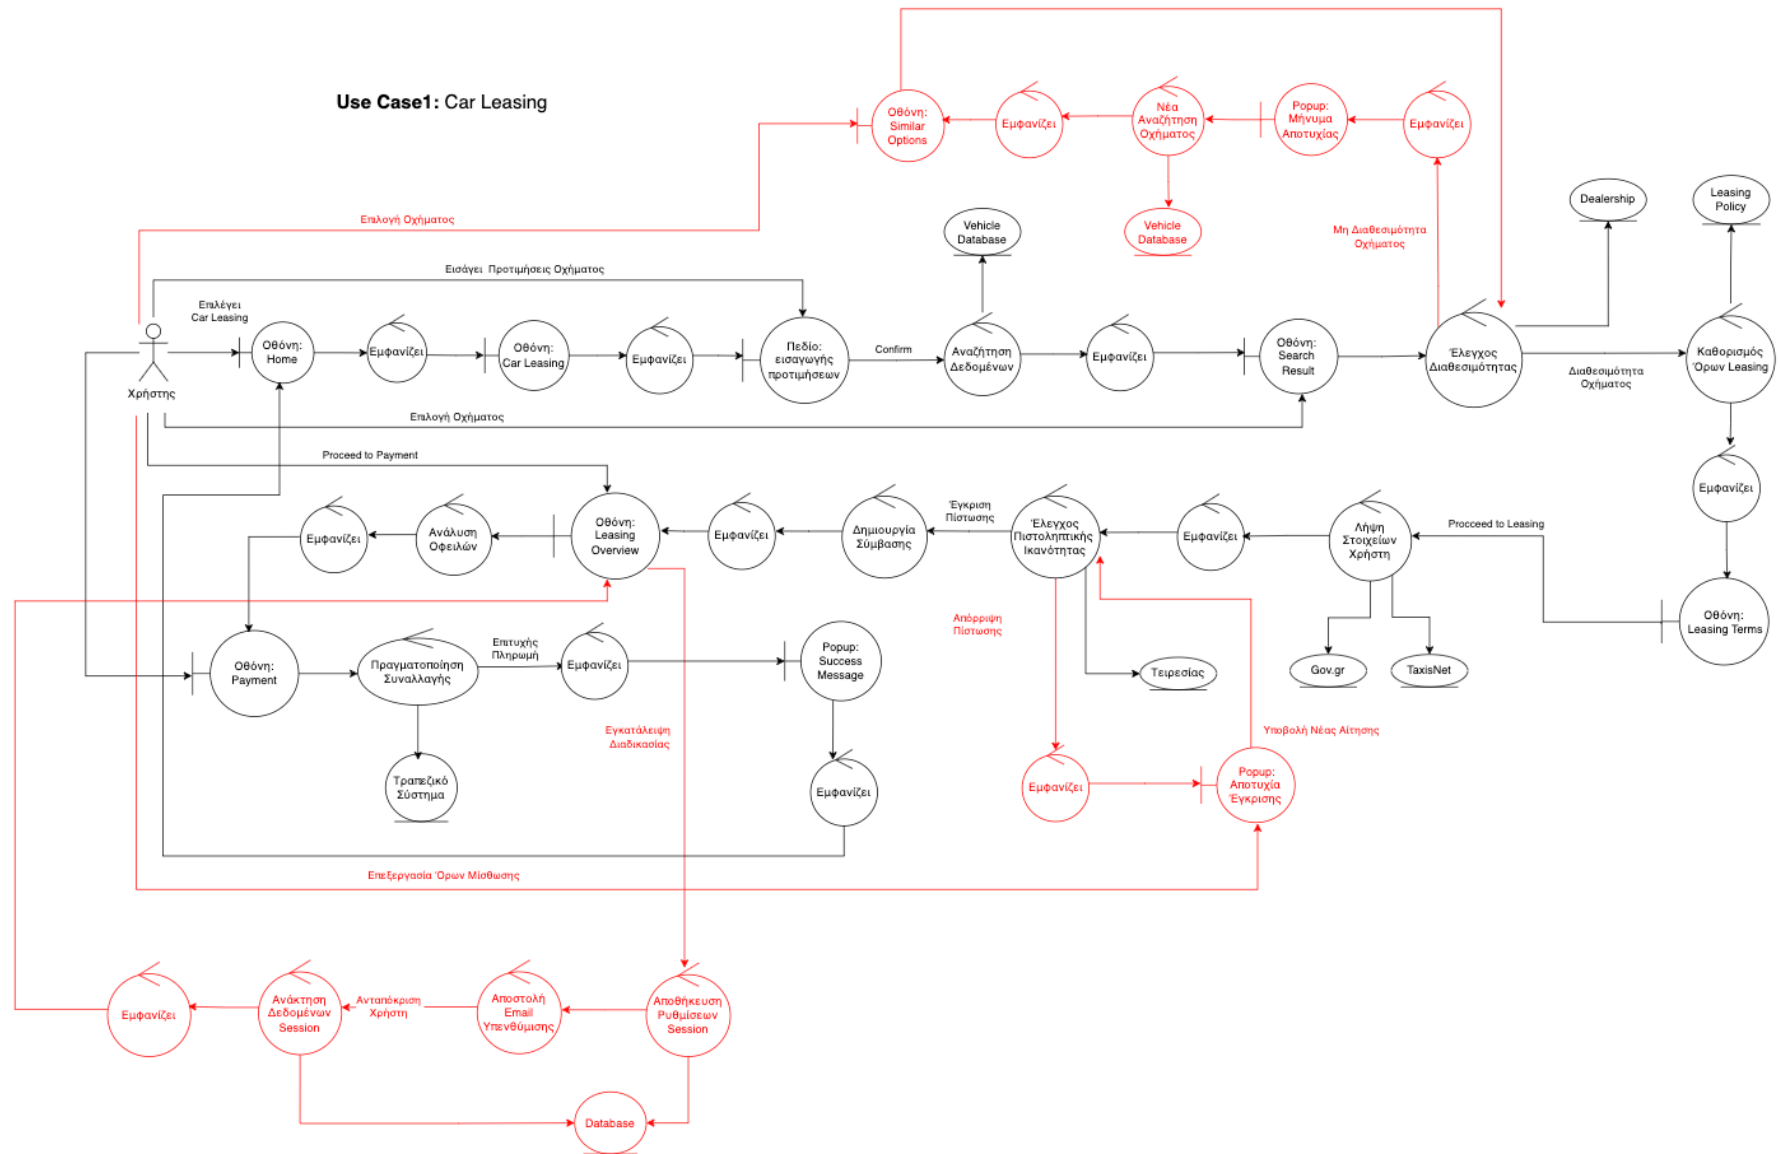 Use Case1: Car Leasing
Οθόνη:
Similar
Options
Εμφανίζει
Νέα
Αναζήτηση
Οχήματος
Popup:
Μήνυμα
Αποτυχίας
Εμφανίζει
Επιλογή Οχήματος
Vehicle
Database
Vehicle
Database
Μη Διαθεσιμότητα
Οχήματος
Dealership
Leasing
Policy
Εισάγει Προτιμήσεις Οχήματος
Επιλέγει
Car Leasing
Χρήστης
Οθόνη:
Home
Εμφανίζει
Οθόνη:
Car Leasing
Εμφανίζει
Πεδίο:
εισαγωγής
προτιμήσεων
Confirm
Αναζήτηση
Δεδομένων
Εμφανίζει
Οθόνη:
Search
Result
Έλεγχος
Διαθεσιμότητας
Διαθεσιμότητα
Οχήματος
Καθορισμός
Όρων Leasing
Επιλογή Οχήματος
Proceed to Payment
Εμφανίζει
Εμφανίζει
Ανάλυση
Οφειλών
Οθόνη:
Leasing
Overview
Εμφανίζει
Δημιουργία
Σύμβασης
Έγκριση
Πίστωσης
Έλεγχος
Πιστοληπτικής
Ικανότητας
Εμφανίζει
Λήψη
Στοιχείων
Χρήστη
Procceed to Leasing
Οθόνη:
Leasing Terms
Απόρριψη
Πίστωσης
Τειρεσίας
Gov.gr
TaxisNet
Οθόνη:
Payment
Πραγματοποίηση
Συναλλαγής
Επιτυχής
Πληρωμή
Εμφανίζει
Popup:
Success
Message
Εγκατάλειψη
Διαδικασίας
Υποβολή Νέας Αίτησης
Τραπεζικό
Σύστημα
Εμφανίζει
Εμφανίζει
Popup:
Αποτυχία
Έγκρισης
Επεξεργασία Όρων Μίσθωσης
Εμφανίζει
Ανάκτηση
Δεδομένων
Session
Ανταπόκριση
Χρήστη
Αποστολή
Email
Υπενθύμισης
Αποθήκευση
Ρυθμίσεων
Session
Database